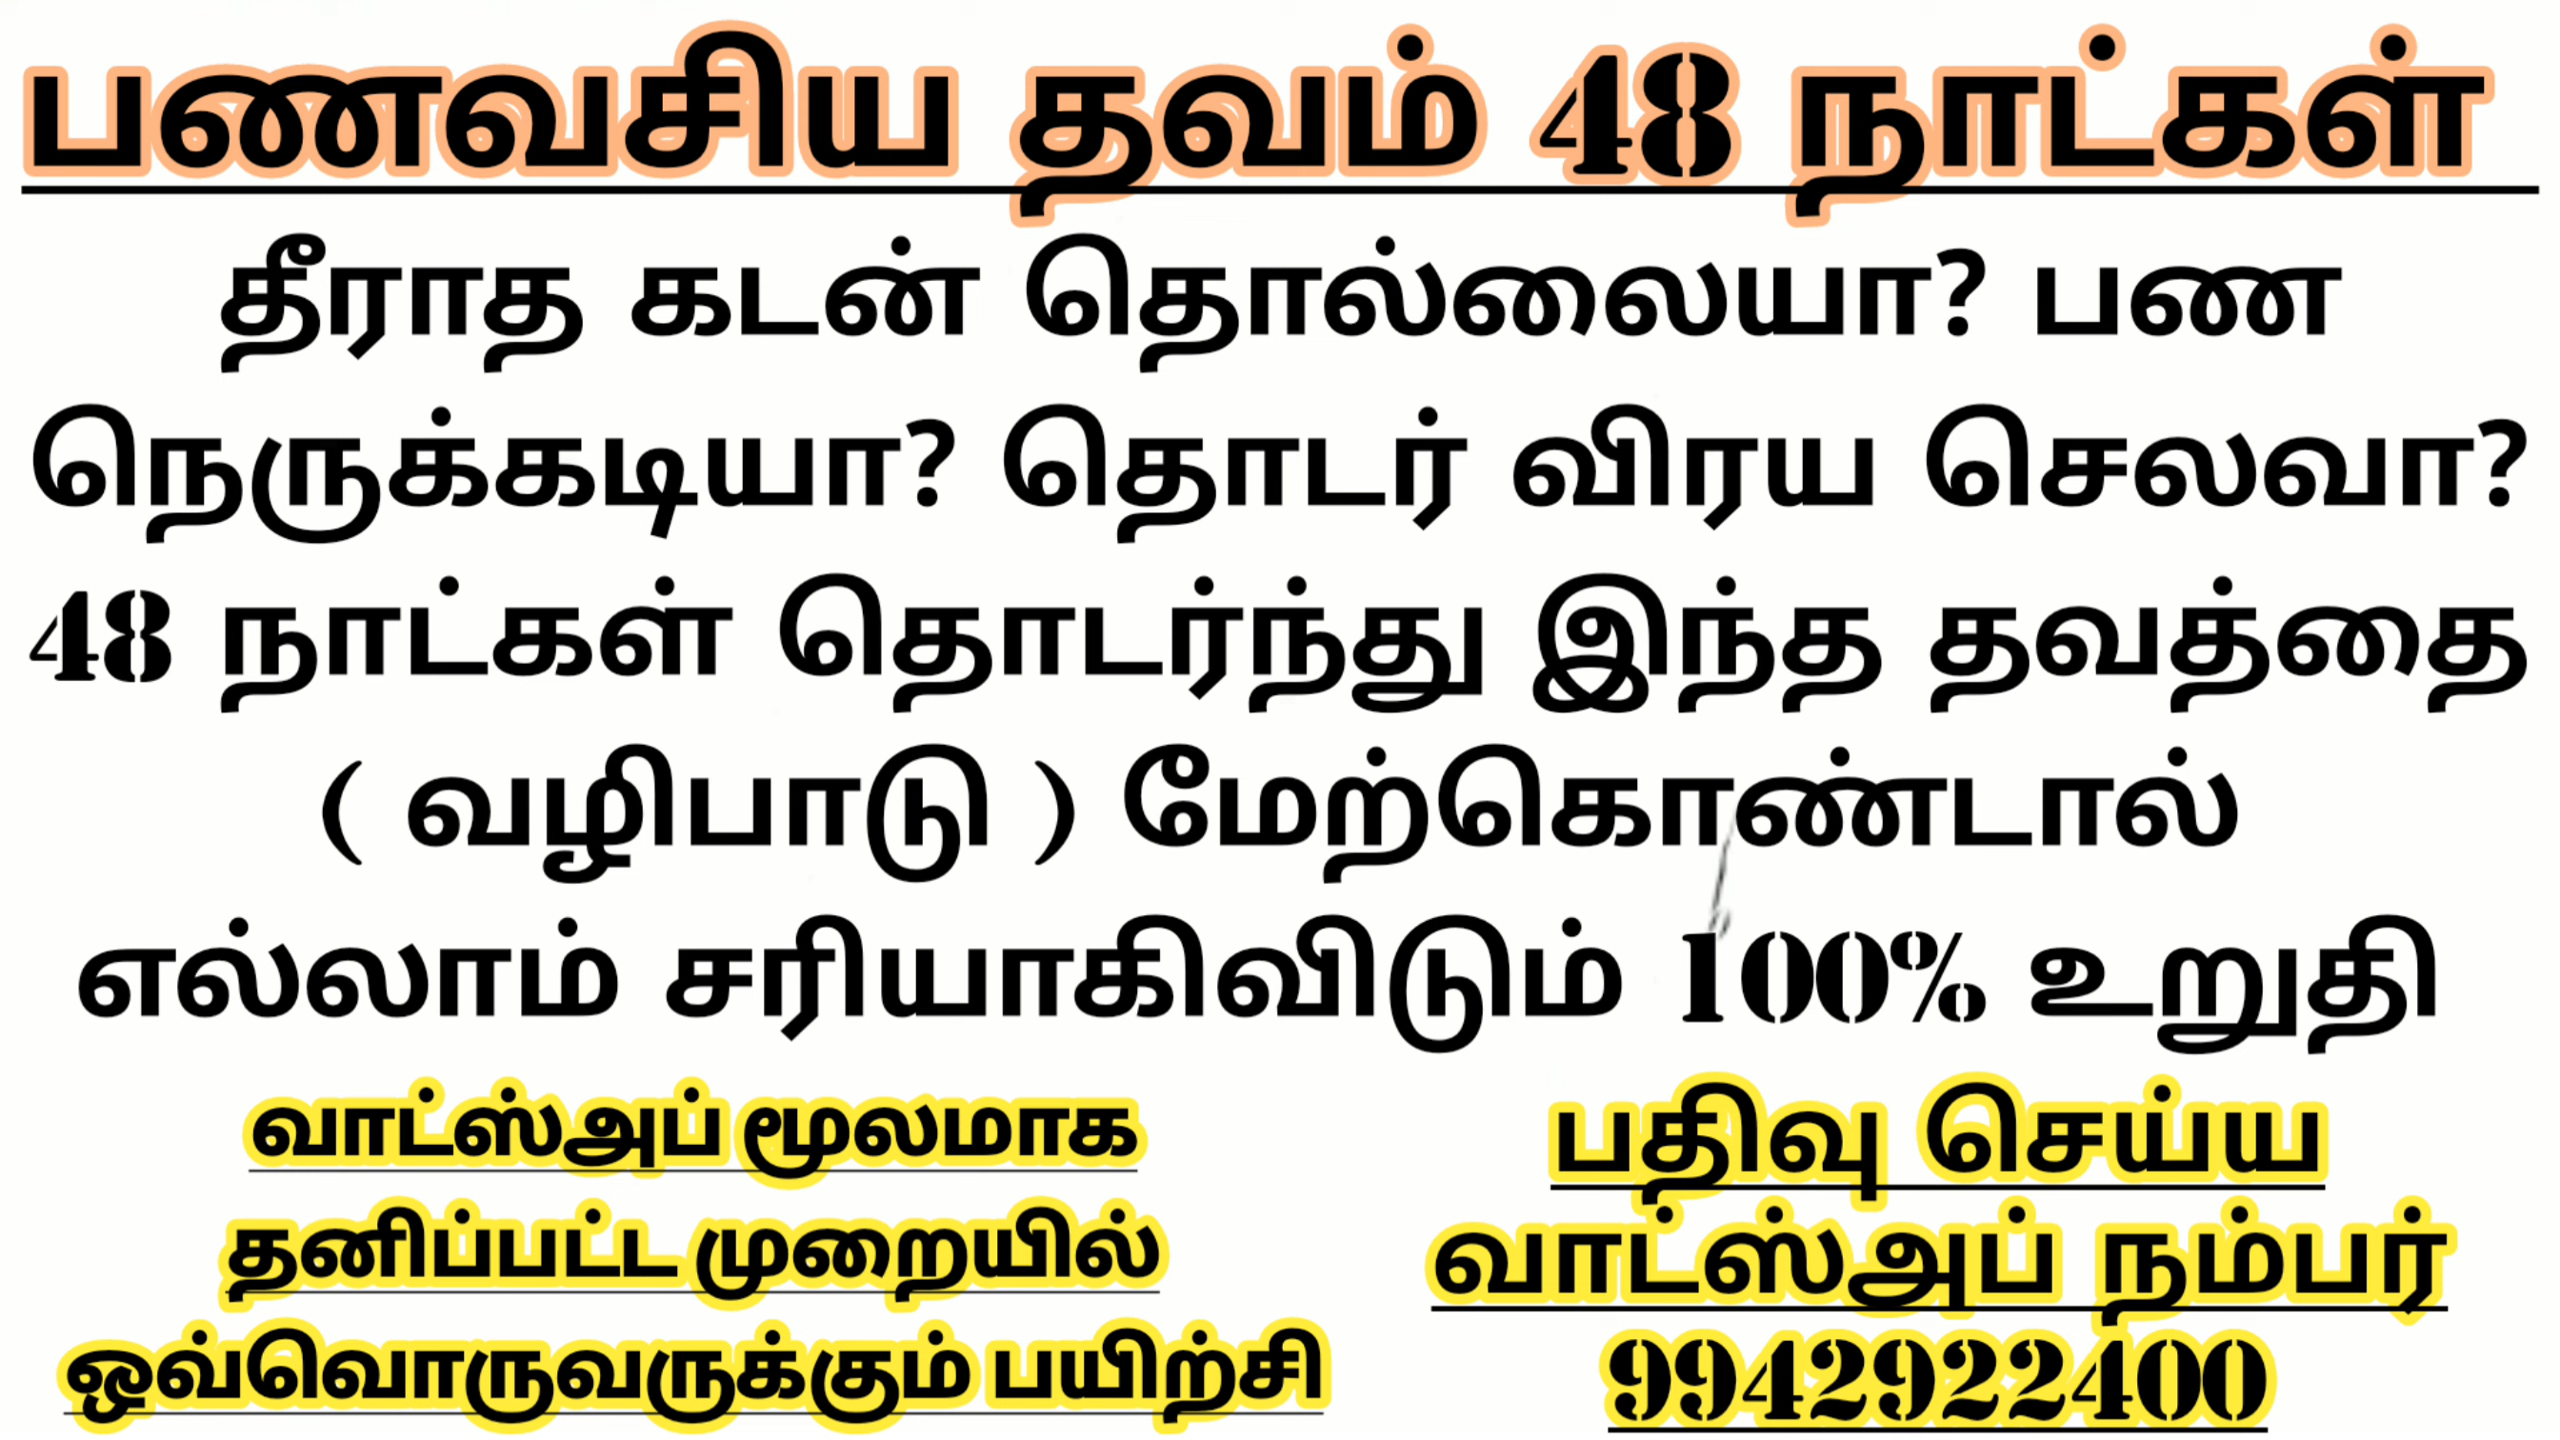 பணவசிய தவம் 48 நாட்கள்
தீராத கடன் தொல்லையா? பண
நெருக்கடியா? தொடர் விரய செலவா?
48 நாட்கள் தொடர்ந்து இந்த தவத்தை
( வழிபாடு ) மேற்கொண்டால்
எல்லாம் சரியாகிவிடும் 100% உறுதி
வாட்ஸ்அப் மூலமாக
தனிப்பட்ட முறையில்
ஒவ்வொருவருக்கும் பயிற்சி
பதிவு செய்ய
வாட்ஸ்அப் நம்பர்
9942922400